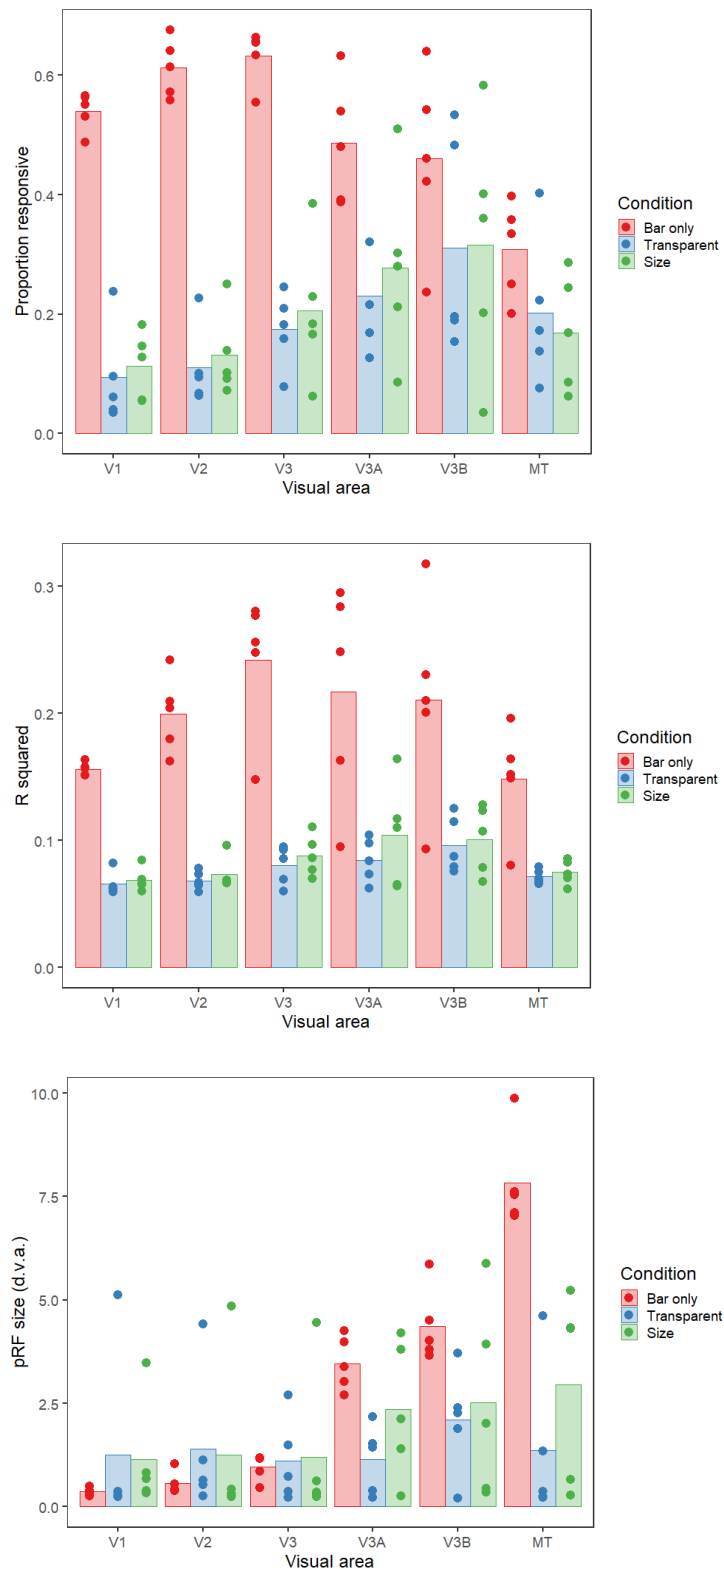 Proportion responsive
0.6
0.4
0.2
0.0
V1 V2 V3 V3A V3B MT
Visual area
Condition
Bar only
Transparent
Size
R squared
0.3
0.2
0.1
0.0
V1 V2 V3 V3A V3B MT
Visual area
Condition
Bar only
Transparent
Size
pRF size (d.v.a.)
10.0
7.5
5.0
2.5
0.0
V1 V2 V3 V3A V3B MT
Visual area
Condition
Bar only
Transparent
Size